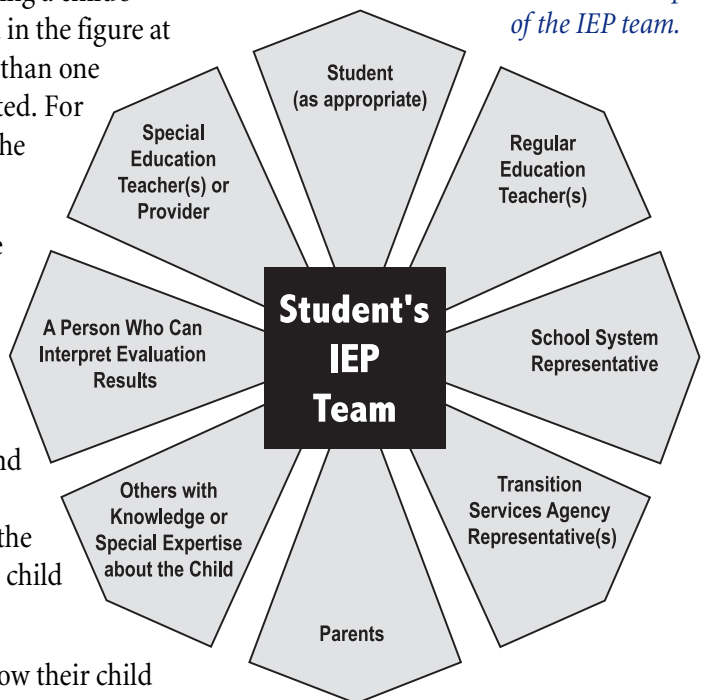 in the figure at
than one
ted. For
he
nd
the
child
ow their child
of the IEP team.
Student
(as appropriate)
Regular
Education
Teacher(s)
School System
Representative
Transition
Services Agency
Representative(s)
Parents
Others with
Knowledge or
Special Expertise
about the Child
A Person Who Can
Interpret Evaluation
Results
Special
Education
Teacher(s) or
Provider
Student's
IEP
Team